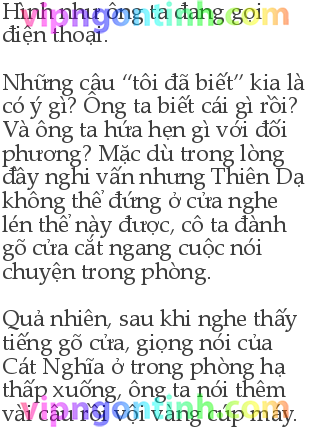 vipngontinh.com
Hình như ông ta đang gọi
điện thoại.
Những câu “tôi đã biết” kia là
có ý gì? Ông ta biết cái gì rồi?
Và ông ta hứa hẹn gì với đối
phương? Mặc dù trong lòng
đầy nghi vấn nhưng Thiên Dạ
không thể đứng ở cửa nghe
lén thế này được, cô ta đành
gõ cửa cắt ngang cuộc nói
chuyện trong phòng.
Quả nhiên, sau khi nghe thấy
tiếng gõ cửa, giọng nói của
Cát Nghĩa ở trong phòng hạ
thấp xuống, ông ta nói thêm
vài câu rồi vội vàng cúp máy.
vipngontinh.com